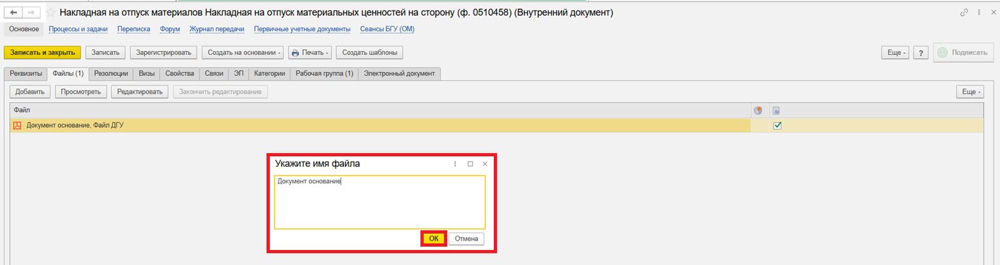 Накладная на отпуск материалов Накладная на отпуск материальных ценностей на сторону (ф. 0510458) (Внутренний документ)
Основное Процессы и задачи Переписка Форум Журнал передачи Первичные учетные документы Сеансы БГУ (ОМ)
Записать и закрыть Записать Зарегистрировать Создать на основании Печать Создать шаблоны Еще ? Подписать
Реквизиты Файлы (1) Резолюции Визы Свойства Связи ЭП Категории Рабочая группа (1) Электронный документ
Добавить Просмотреть Редактировать Закончить редактирование Еще
Файл
Документ основание, Файл ДГУ
Укажите имя файла
Документ основание
ОК Отмена